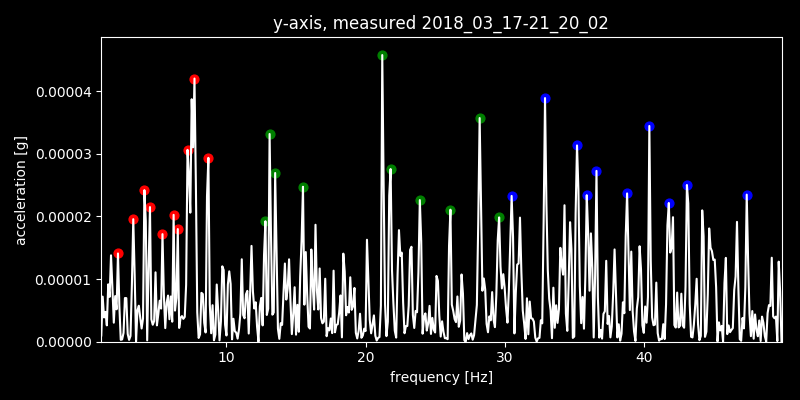 y-axis, measured 2018_03_17-21_20_02
acceleration [g]
0.00004
0.00003
0.00002
0.00001
0.00000
10 20 30 40
frequency [Hz]